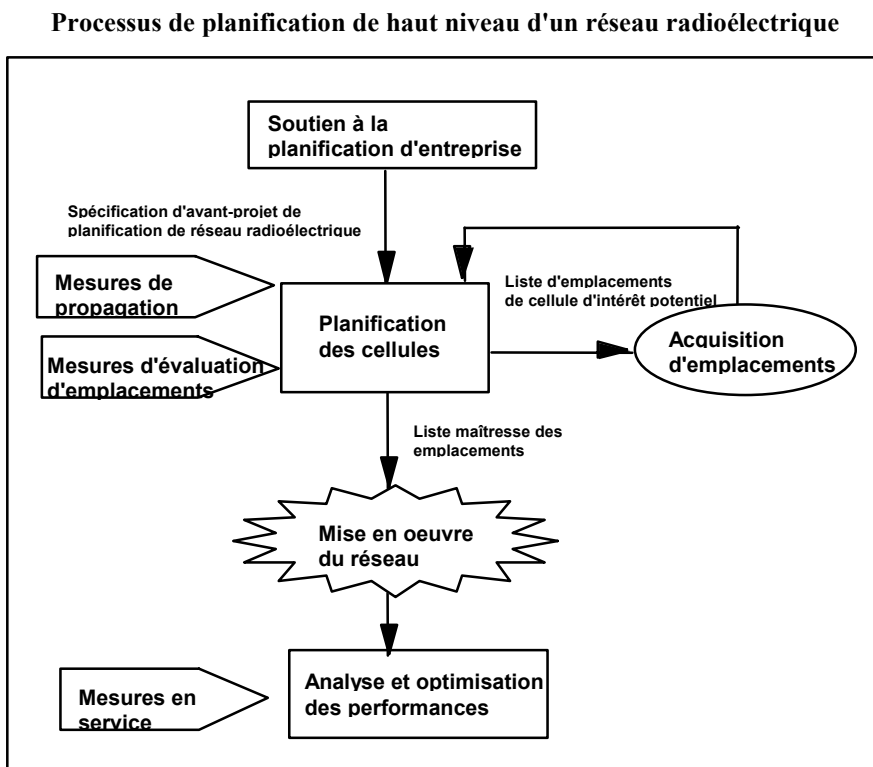 Processus de planification de haut niveau d'un réseau radioélectrique
Soutien à la
planification d'entreprise
Spécification d'avant-projet de
planification de réseau radioélectrique
Mesures de
propagation
Liste d'emplacements
de cellule d'intérêt potentiel
Planification
des cellules
Acquisition
d'emplacements
Mesures d'évaluation
d'emplacements
Liste maîtresse des
emplacements
Mise en oeuvre
du réseau
Analyse et optimisation
des performances
Mesures en
service